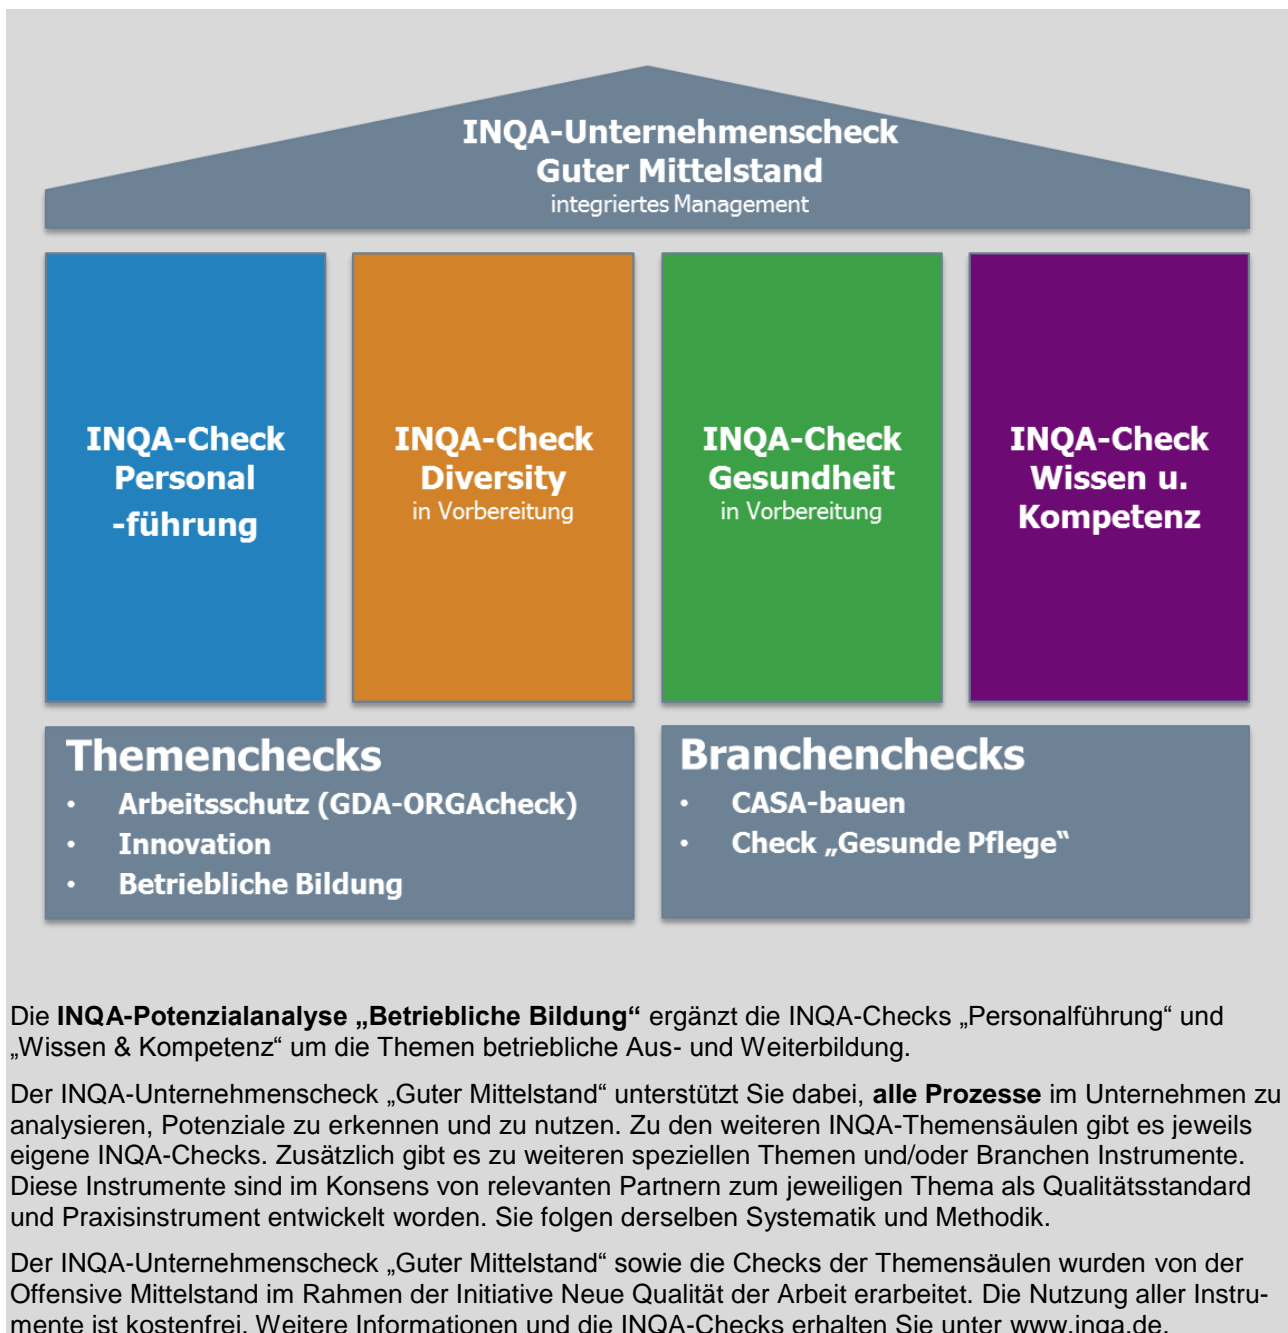 INQA-Unternehmenscheck
Guter Mittelstand
integriertes Management
INQA-Check
Personal
-führung
INQA-Check
Diversity
in Vorbereitung
INQA-Check
Gesundheit
in Vorbereitung
INQA-Check
Wissen u.
Kompetenz
Themenchecks
• Arbeitsschutz (GDA-ORGAcheck)
• Innovation
• Betriebliche Bildung
Branchenchecks
• CASA-bauen
• Check „Gesunde Pflege“
Die INQA-Potenzialanalyse „Betriebliche Bildung“ ergänzt die INQA-Checks „Personalführung“ und
„Wissen & Kompetenz“ um die Themen betriebliche Aus- und Weiterbildung.
Der INQA-Unternehmenscheck „Guter Mittelstand“ unterstützt Sie dabei, alle Prozesse im Unternehmen zu
analysieren, Potenziale zu erkennen und zu nutzen. Zu den weiteren INQA-Themensäulen gibt es jeweils
eigene INQA-Checks. Zusätzlich gibt es zu weiteren speziellen Themen und/oder Branchen Instrumente.
Diese Instrumente sind im Konsens von relevanten Partnern zum jeweiligen Thema als Qualitätsstandard
und Praxisinstrument entwickelt worden. Sie folgen derselben Systematik und Methodik.
Der INQA-Unternehmenscheck „Guter Mittelstand“ sowie die Checks der Themensäulen wurden von der
Offensive Mittelstand im Rahmen der Initiative Neue Qualität der Arbeit erarbeitet. Die Nutzung aller Instru-
mente ist kostenfrei. Weitere Informationen und die INQA-Checks erhalten Sie unter www.inqa.de.